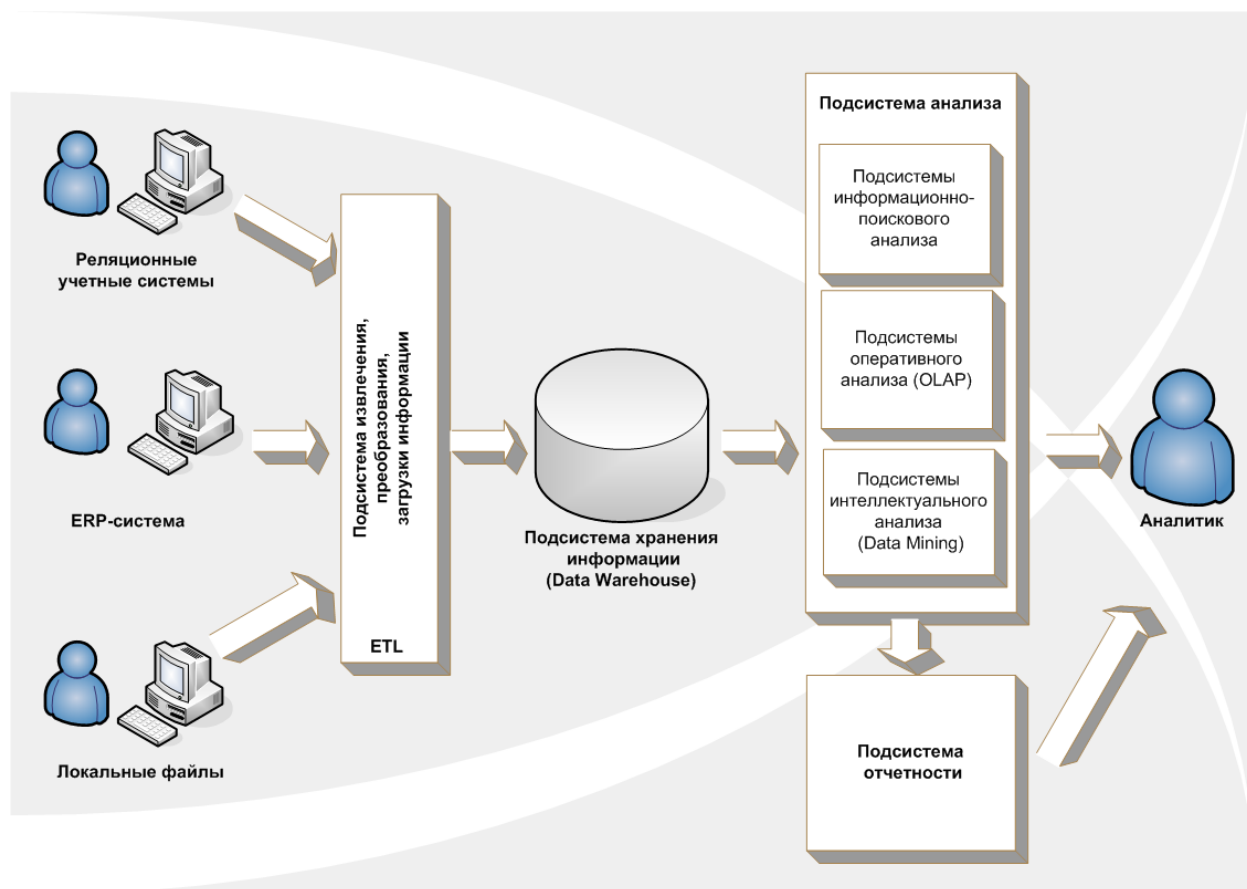 Реляционные
учетные системы
ERP-система
Локальные файлы
Подсистема извлечения,
преобразования,
загрузки информации
ETL
Подсистема хранения
информации
(Data Warehouse)
Подсистема анализа
Подсистемы
информационно-
поискового
анализа
Подсистемы
оперативного
анализа (OLAP)
Подсистемы
интеллектуального
анализа
(Data Mining)
Подсистема
отчетности
Аналитик